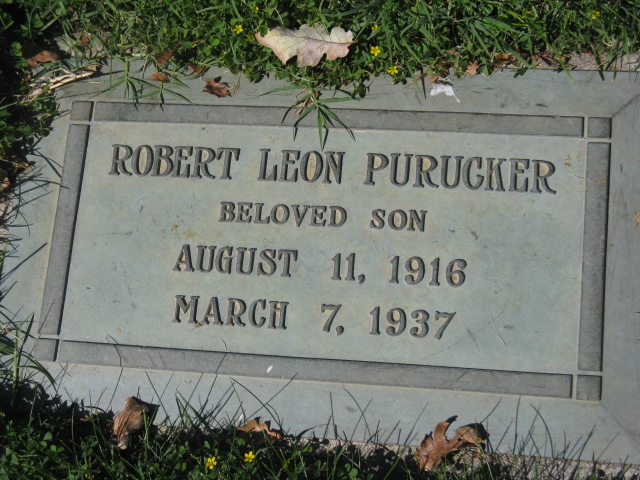 ROBERT LEON PURUCKER
BELOVED SON
AUGUST 11, 1916
MARCH 7, 1937